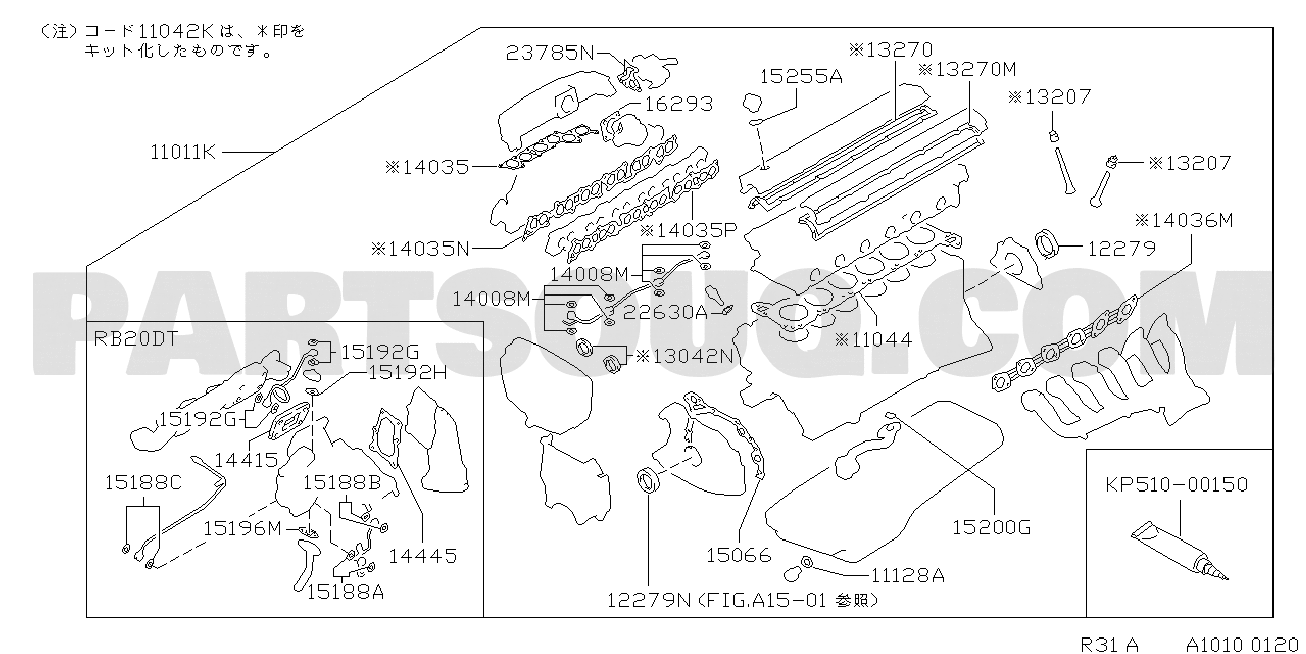 （注）コード11042Kは、＊印を
キット化したものです。
23785N
※13270
15255A
※13270M
16293
※13207
11011K
※14035
※13207
※14036M
※14035P
※14035N
12279
14008M
14008M
22630A
RB20DT
※11044
15192G
※13042N
15192H
15192G
14415
15188C
15188B
KP510-00150
15196M
15200G
14445
15066
11128A
15188A
12279N (FIG.A15-01 参照)
R31 A
A1010 0120
PARTSOUQ.COM